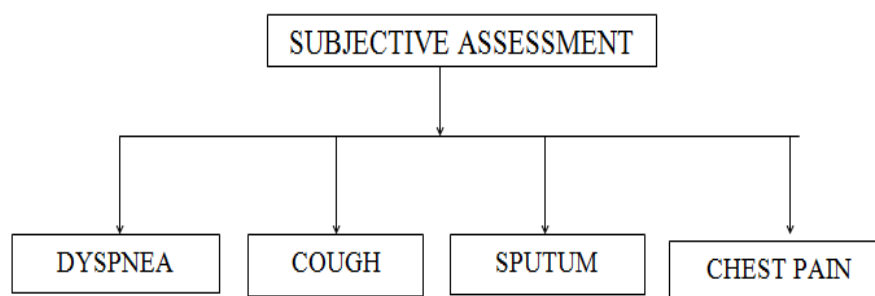 SUBJECTIVE ASSESSMENT
DYSPNEA
COUGH
SPUTUM
CHEST PAIN